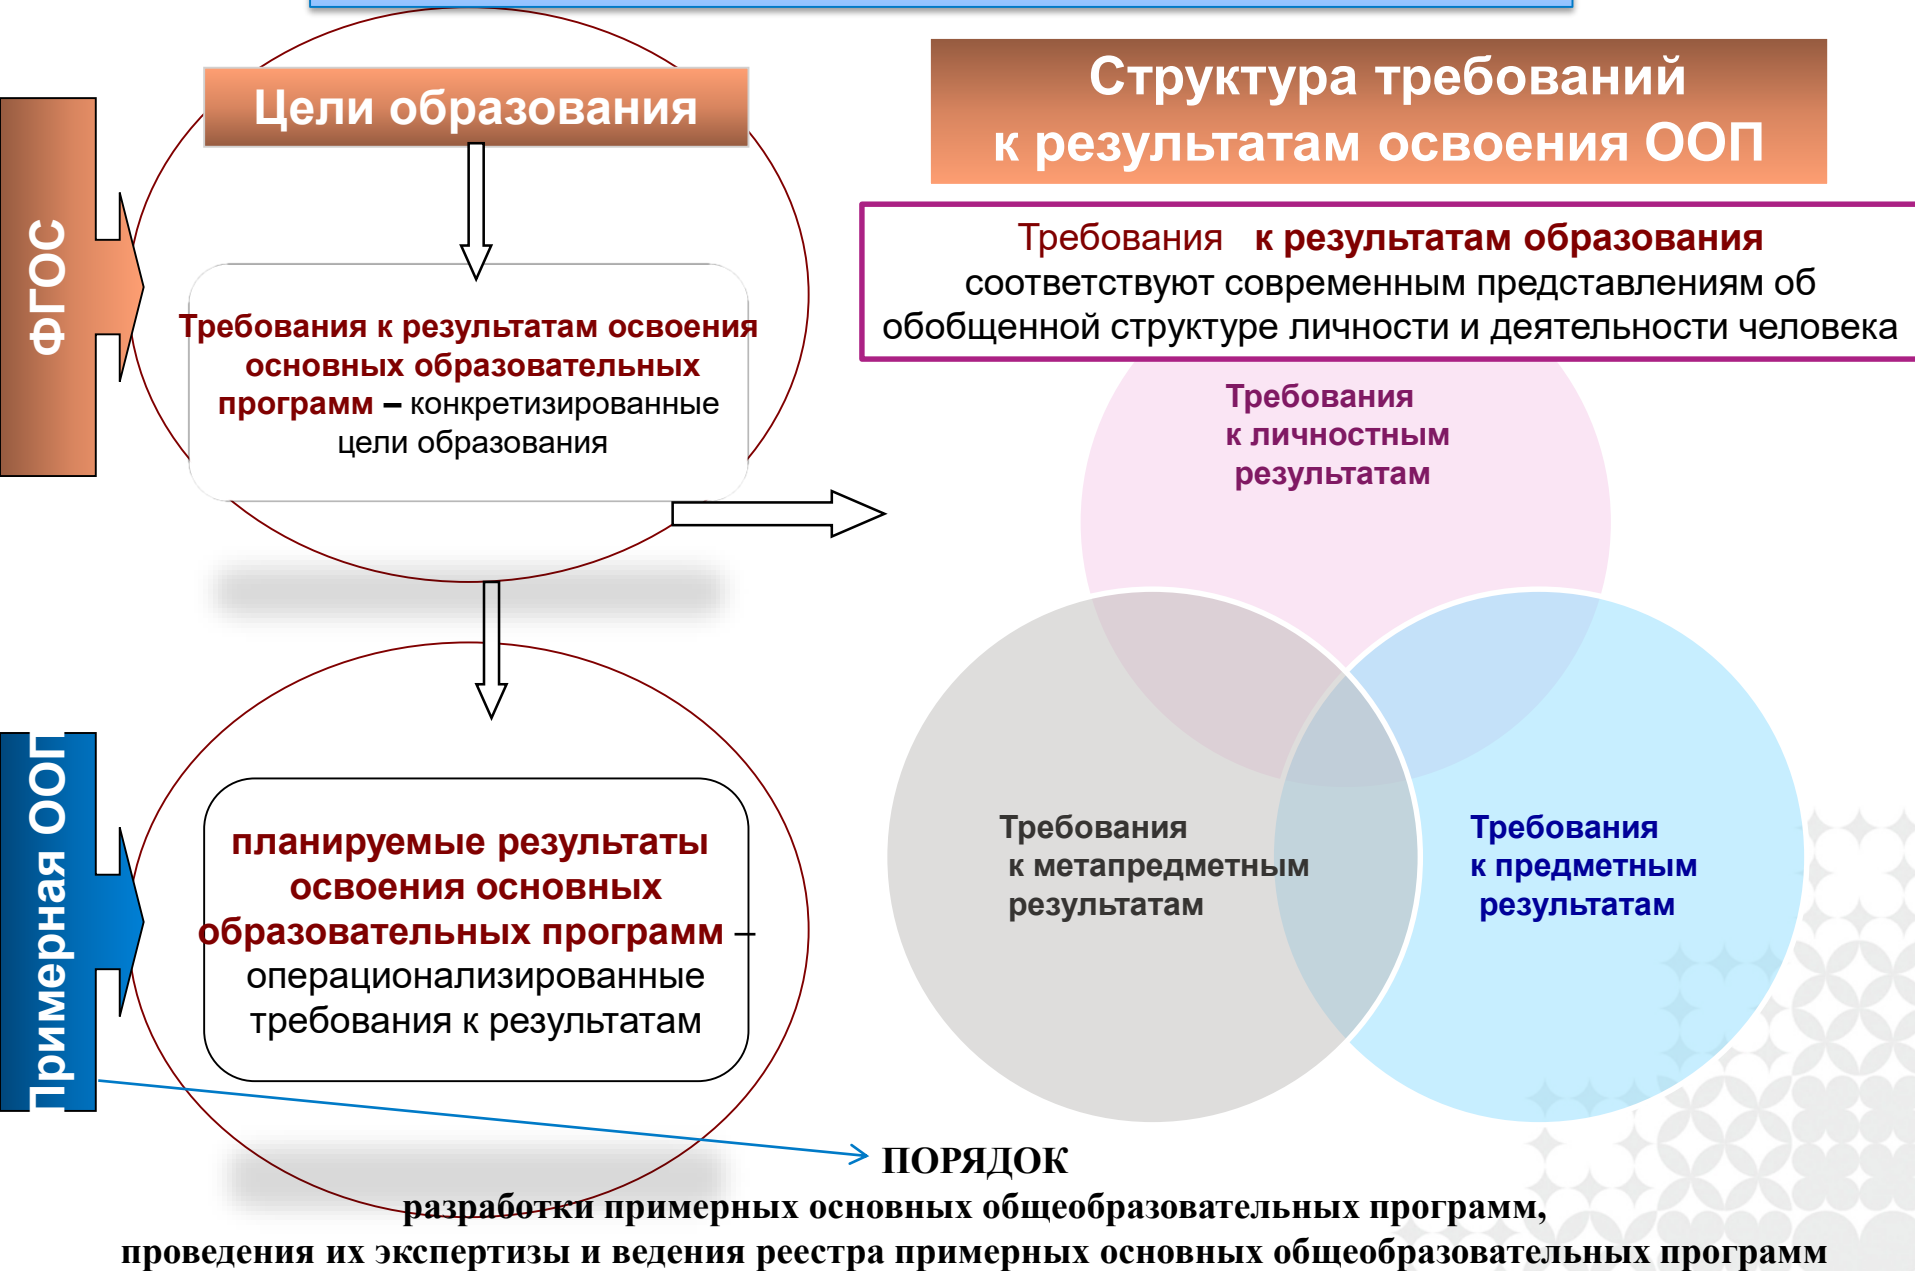 Цели образования
ФГОС
Требования к результатам освоения
основных образовательных
программ – конкретизированные
цели образования
Примерная ООП
планируемые результаты
освоения основных
образовательных программ –
операционализированные
требования к результатам
Структура требований
к результатам освоения ООП
Требования к результатам образования
соответствуют современным представлениям об
обобщенной структуре личности и деятельности человека
Требования
к личностным
результатам
Требования
к метапредметным
результатам
Требования
к предметным
результатам
ПОРЯДОК
разработки примерных основных общеобразовательных программ,
проведения их экспертизы и ведения реестра примерных основных общеобразовательных программ